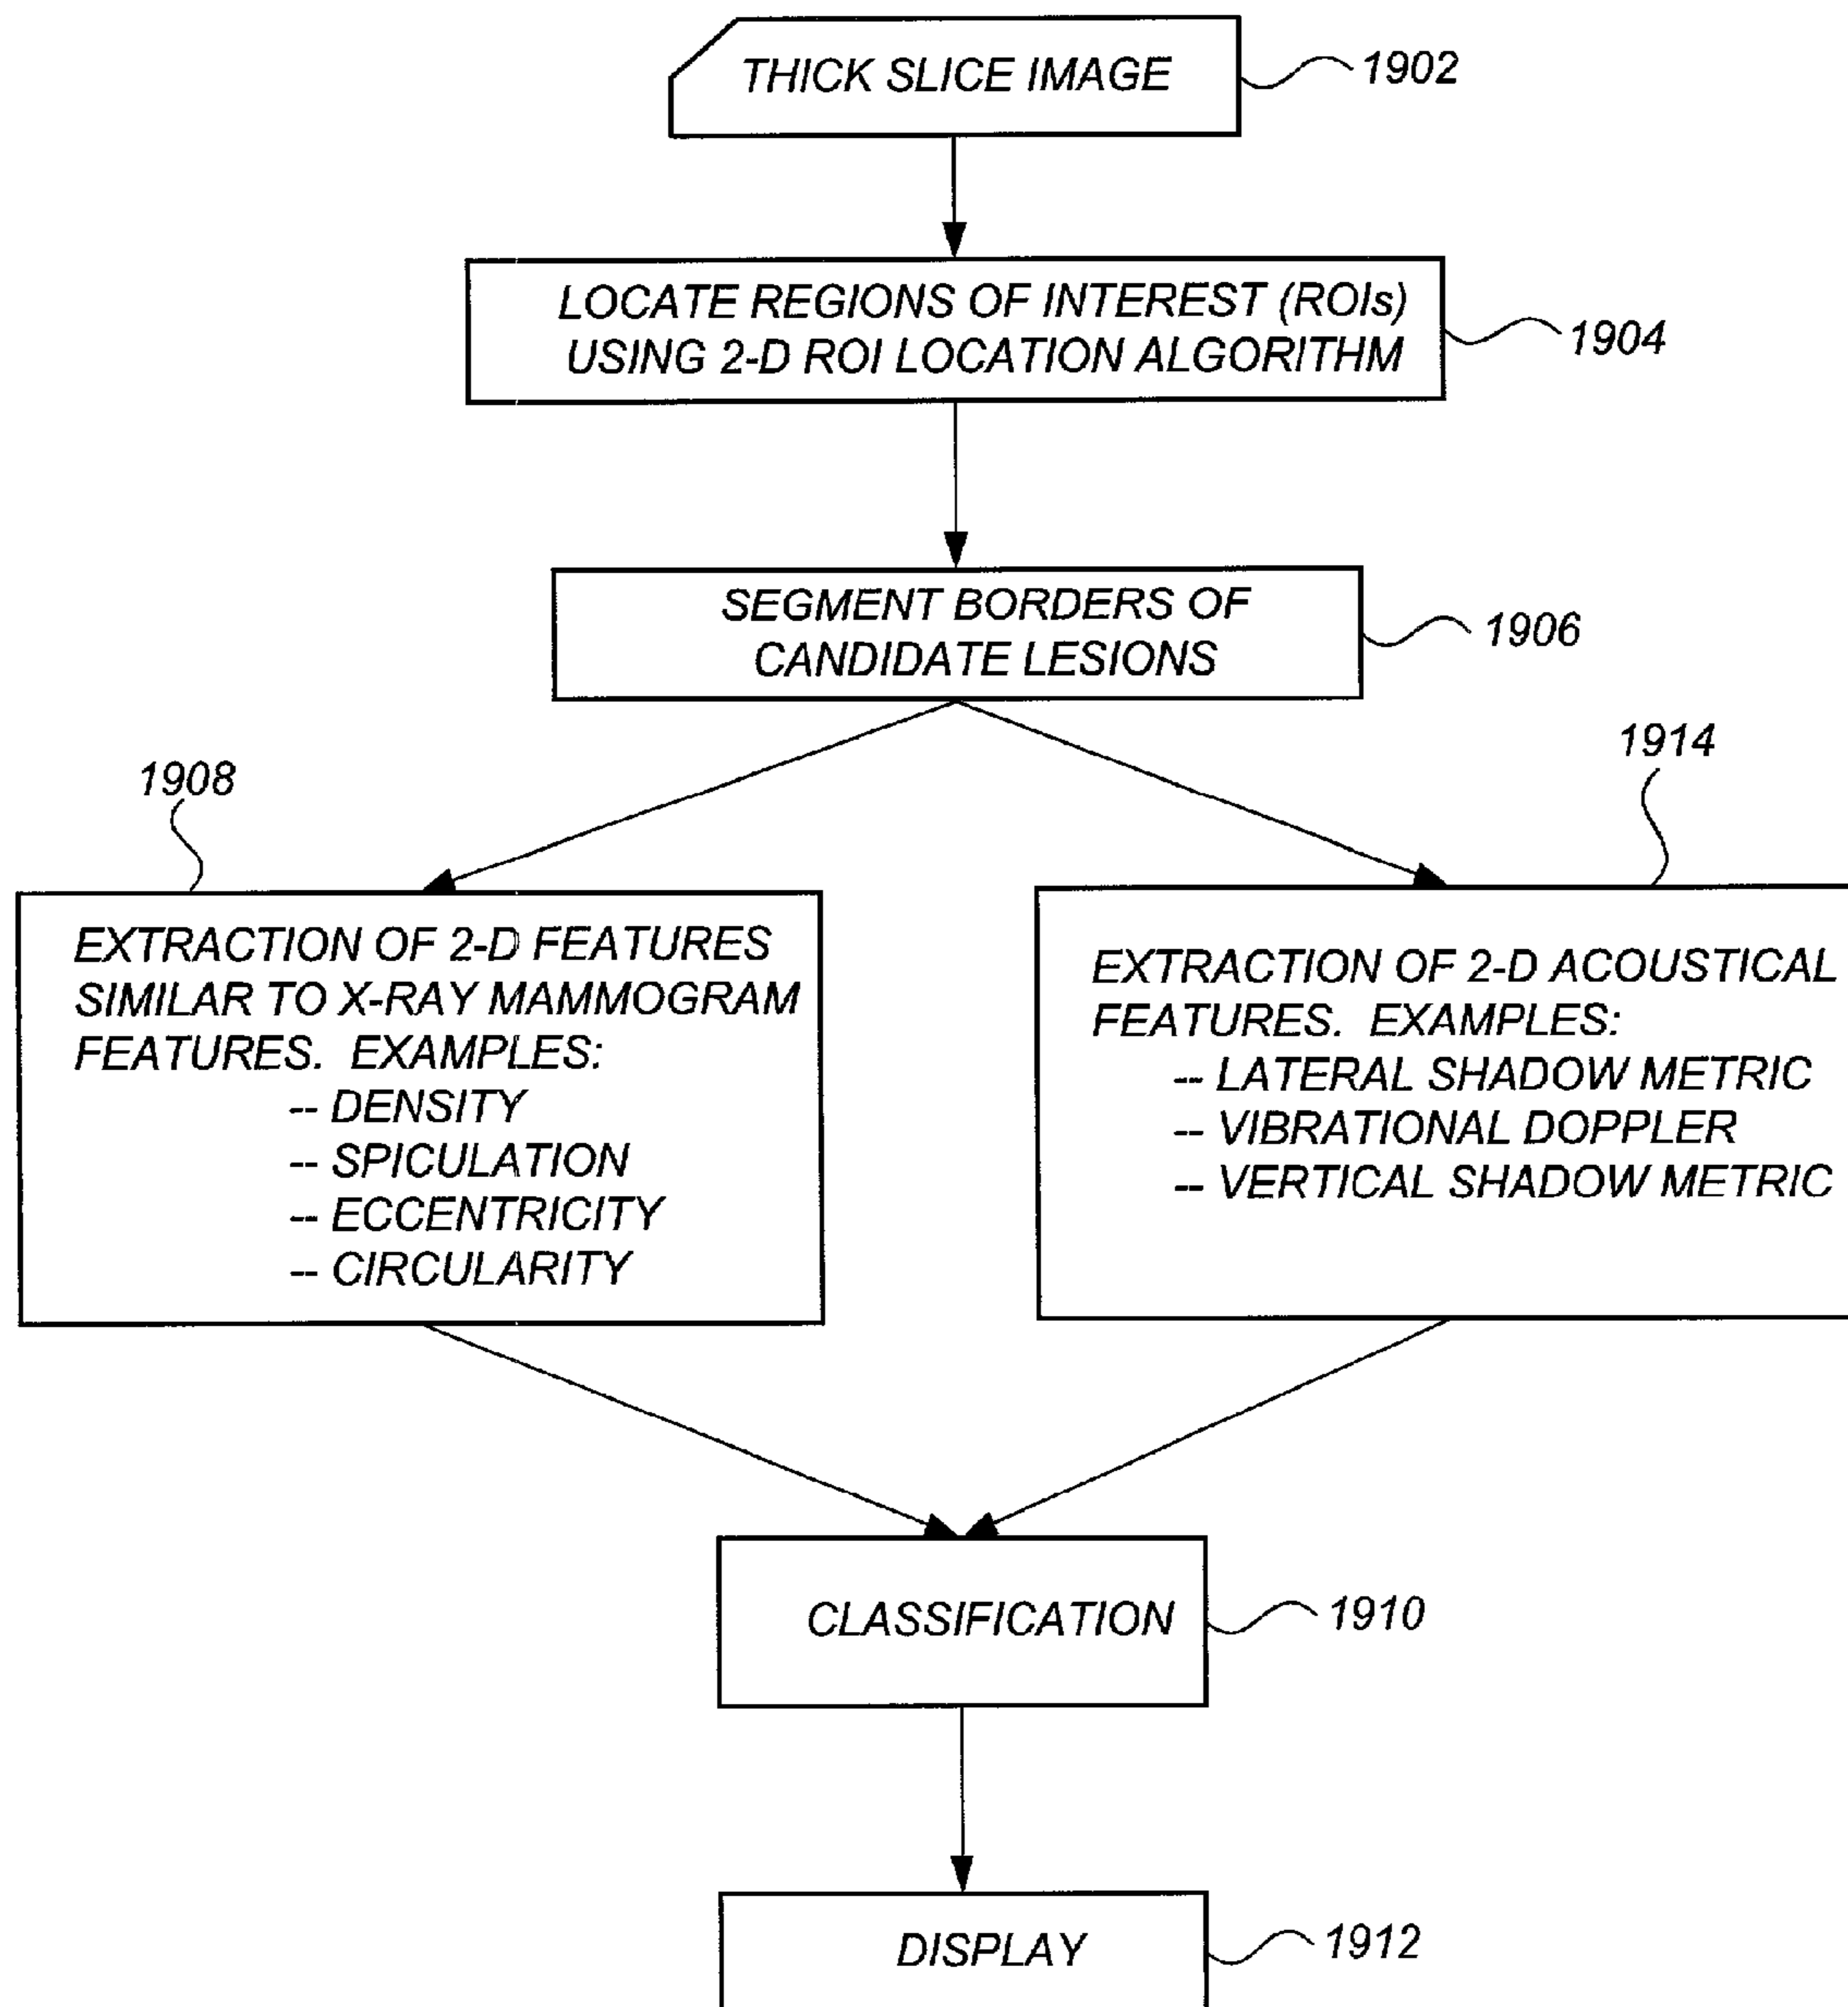 THICK SLICE IMAGE
1902
LOCATE REGIONS OF INTEREST (ROIs)
USING 2-D ROI LOCATION ALGORITHM
1904
SEGMENT BORDERS OF
CANDIDATE LESIONS
1906
1908
EXTRACTION OF 2-D FEATURES
SIMILAR TO X-RAY MAMMOGRAM
FEATURES. EXAMPLES:
-- DENSITY
-- SPICULATION
-- ECCENTRICITY
-- CIRCULARITY
1914
EXTRACTION OF 2-D ACOUSTICAL
FEATURES. EXAMPLES:
-- LATERAL SHADOW METRIC
-- VIBRATIONAL DOPPLER
-- VERTICAL SHADOW METRIC
CLASSIFICATION
1910
DISPLAY
1912